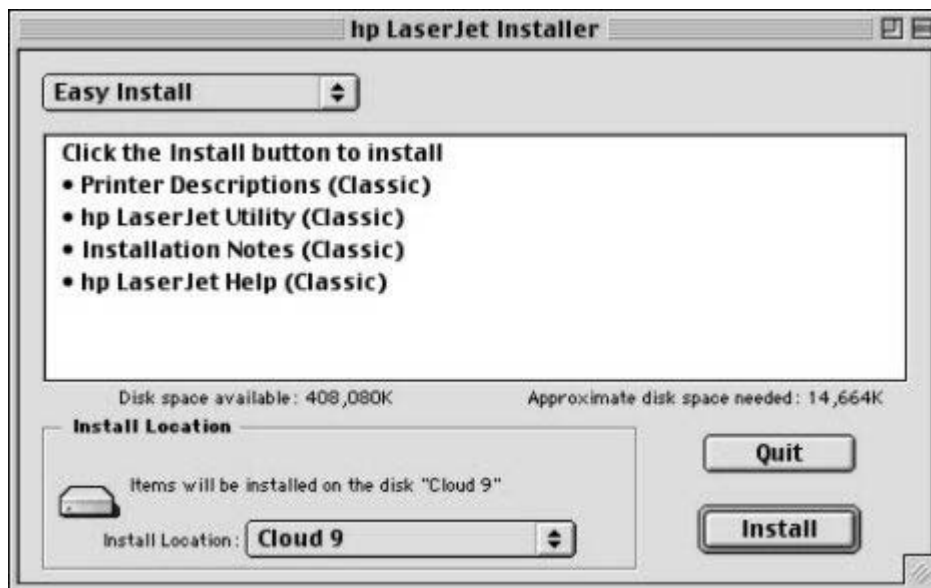 hp LaserJet Installer
Easy Install
Click the Install button to install
• Printer Descriptions (Classic)
• hp LaserJet Utility (Classic)
• Installation Notes (Classic)
• hp LaserJet Help (Classic)
Disk space available: 408,080K Approximate disk space needed: 14,664K
Install Location
Items will be installed on the disk "Cloud 9"
Install Location: Cloud 9
Quit
Install